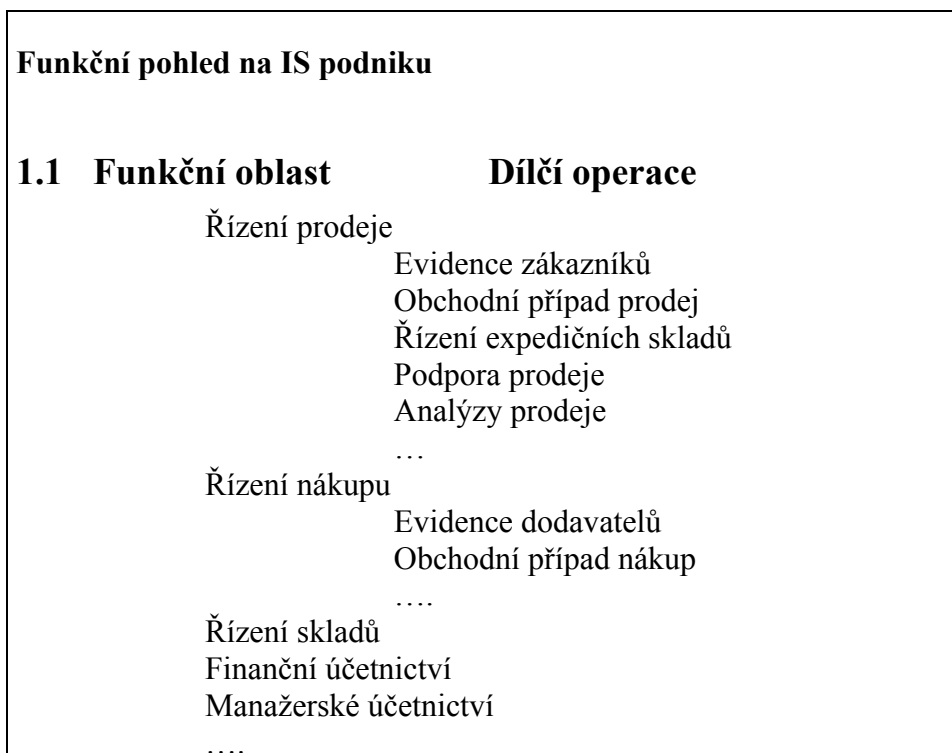 Funkční pohled na IS podniku
1.1 Funkční oblast Dílčí operace
Řízení prodeje
Evidence zákazníků
Obchodní případ prodej
Řízení expedičních skladů
Podpora prodeje
Analýzy prodeje
…
Řízení nákupu
Evidence dodavatelů
Obchodní případ nákup
….
Řízení skladů
Finanční účetnictví
Manažerské účetnictví
….